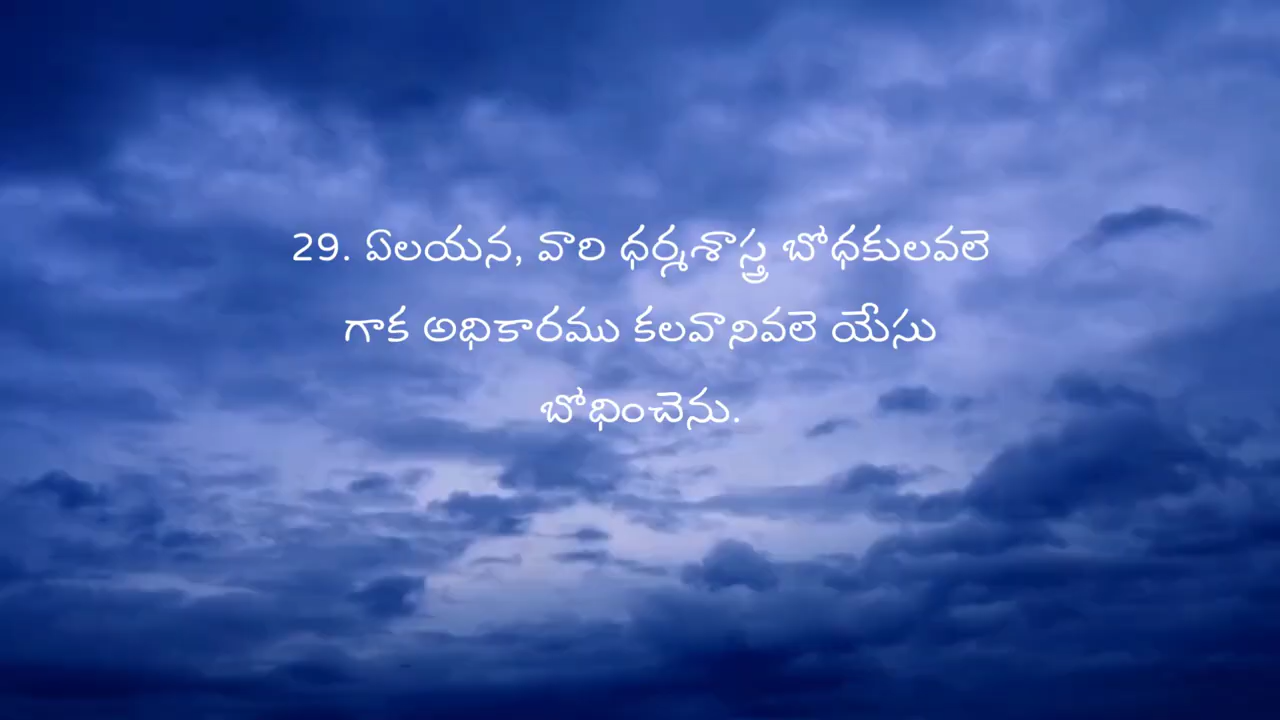 29. ఏలయన, వారి ధర్మశాస్త్ర బోధకులవలె
గాక అధికారము కలవానివలె యేసు
బోధించెను.